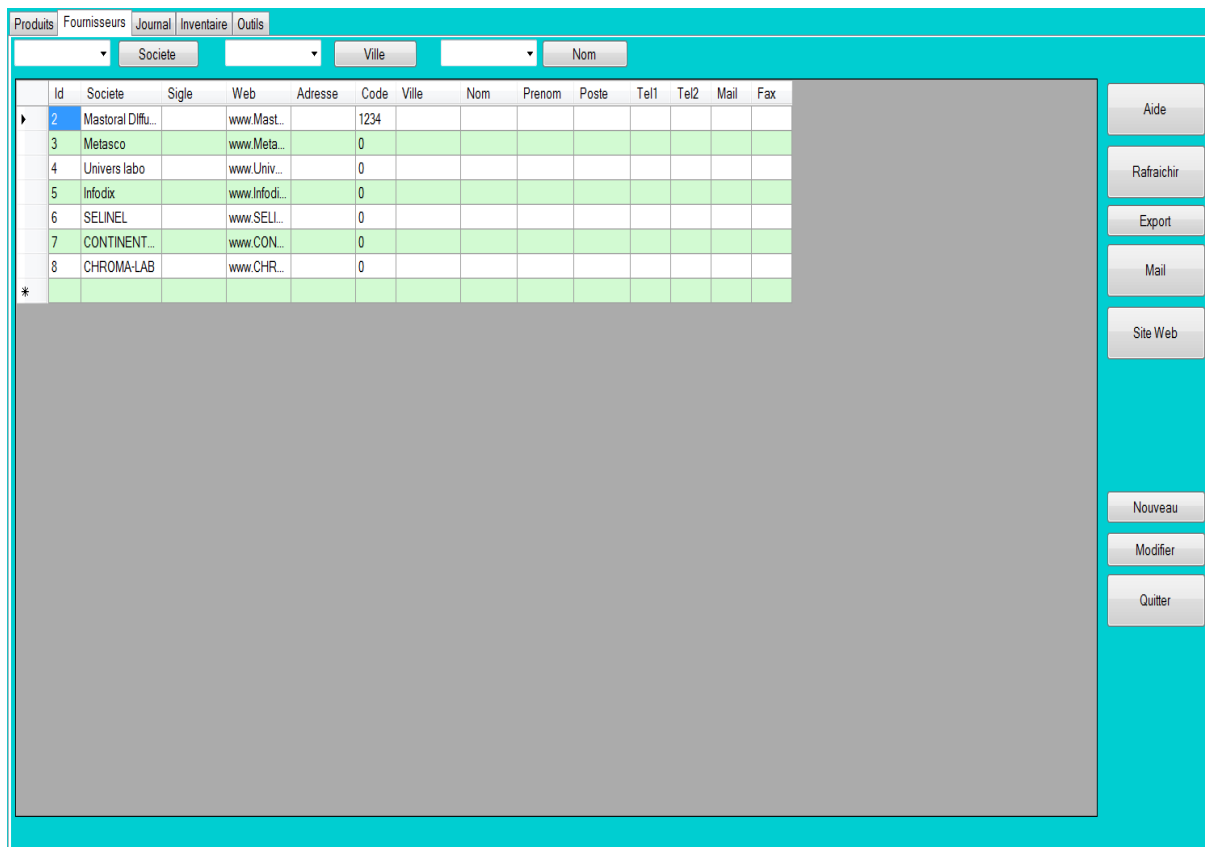 Produits Fournisseurs Journal Inventaire Outils
Societe Ville Nom
Id Societe Sigle Web Adresse Code Ville Nom Prenom Poste Tel1 Tel2 Mail Fax
2 Mastoral DIffu... www.Mast... 1234
3 Metasco www.Meta... 0
4 Univers labo www.Univ... 0
5 Infodix www.Infodi... 0
6 SELINEL www.SELI... 0
7 CONTINENT... www.CON... 0
8 CHROMA-LAB www.CHR... 0
Aide
Rafraichir
Export
Mail
Site Web
Nouveau
Modifier
Quitter